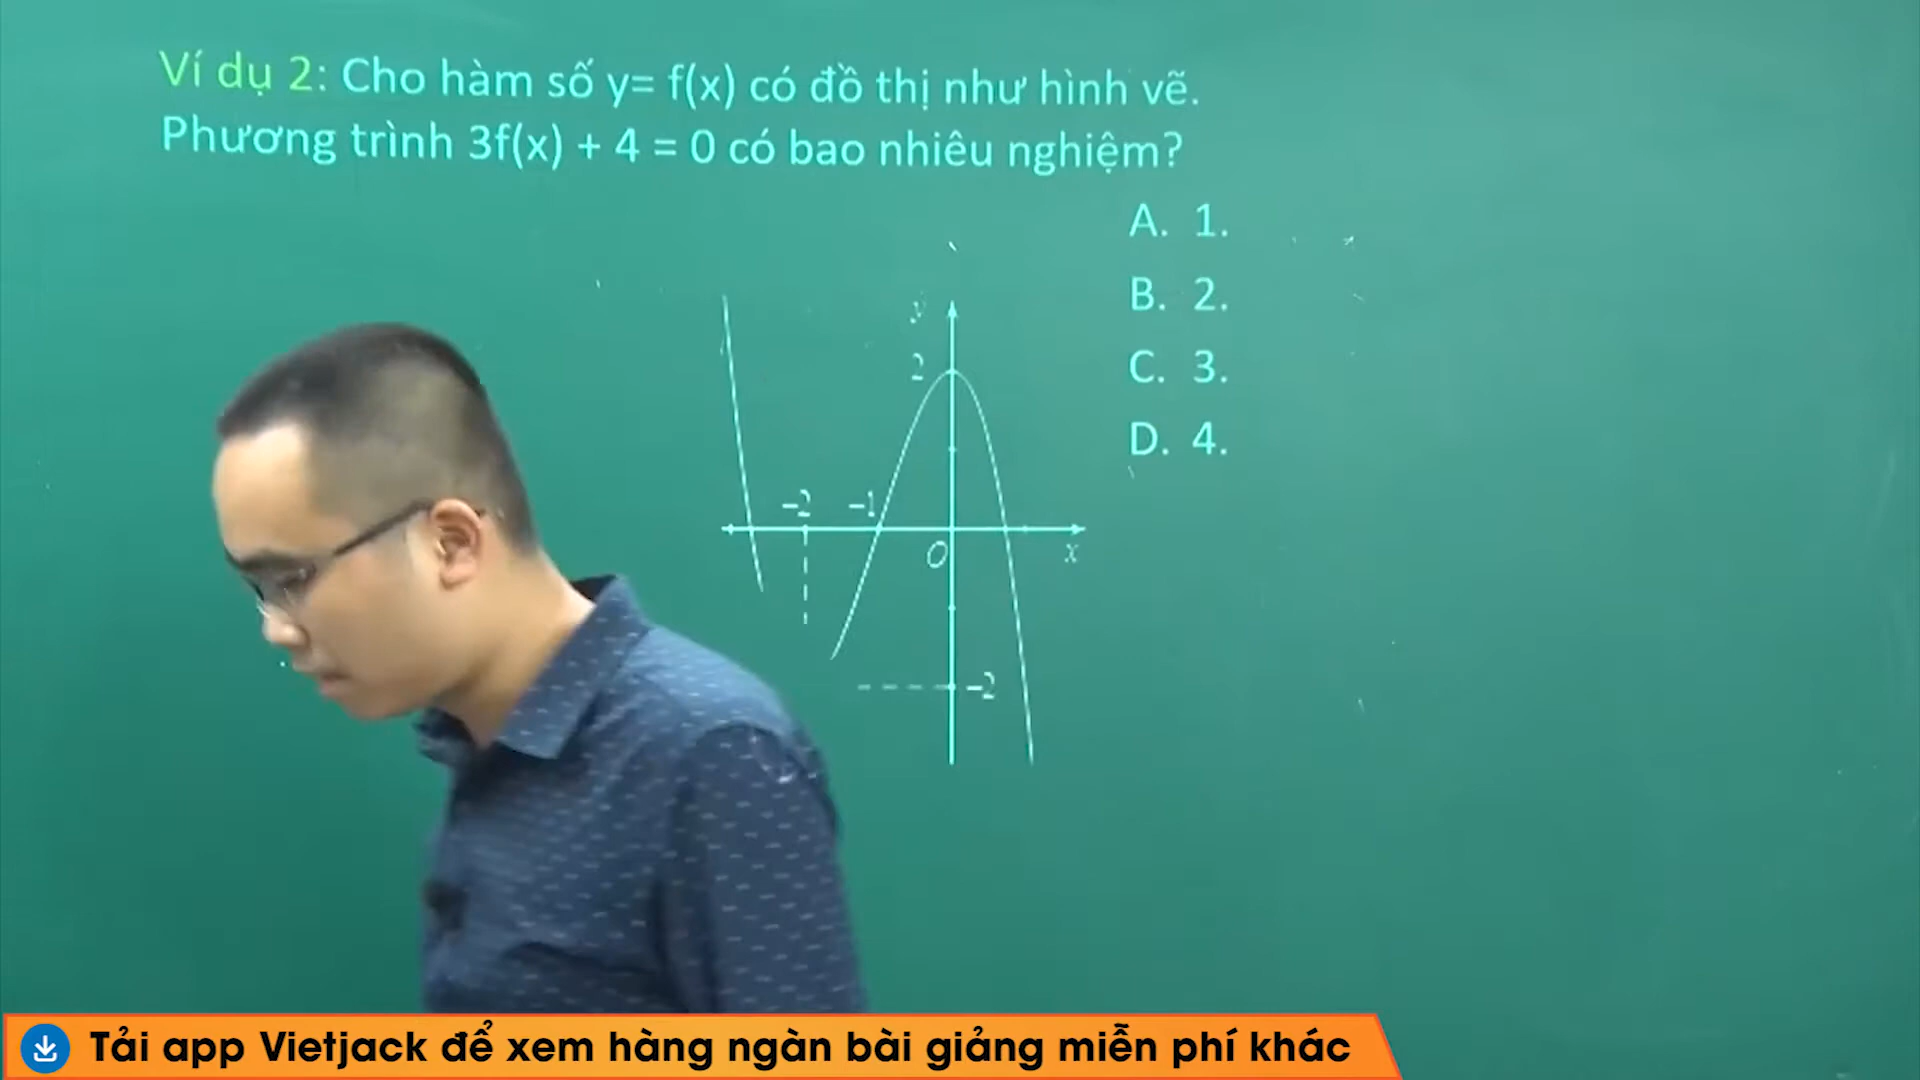 Ví dụ 2: Cho hàm số y= f(x) có đồ thị như hình vẽ.
Phương trình 3f(x) + 4 = 0 có bao nhiêu nghiệm?
A. 1.
B. 2.
C. 3.
D. 4.
y
2
-2 -1
O x
-2
Tải app Vietjack để xem hàng ngàn bài giảng miễn phí khác